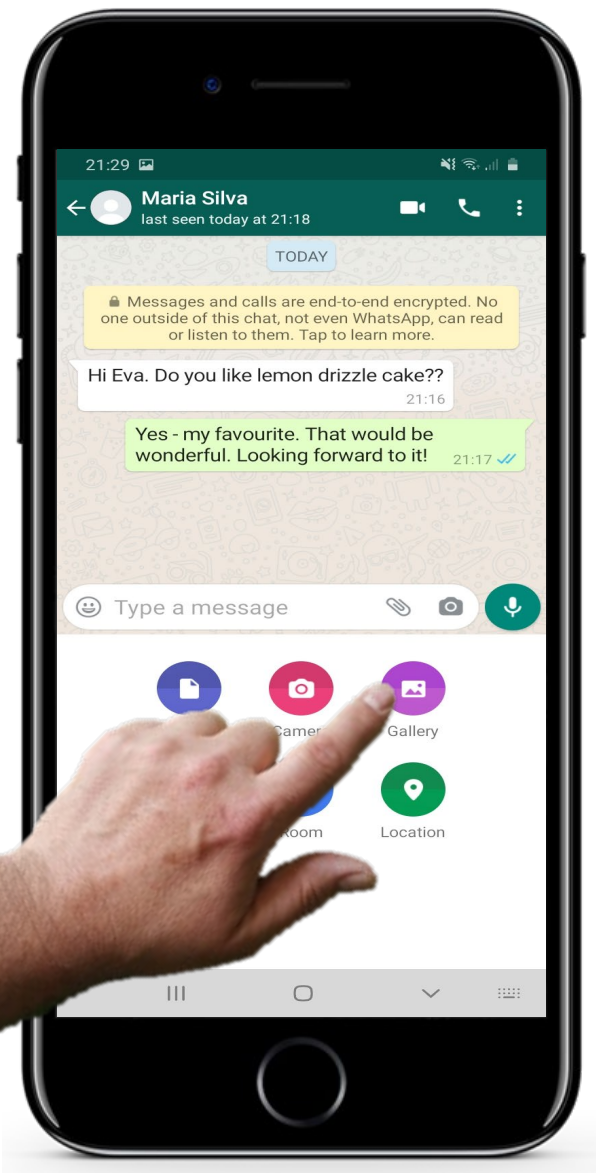 21:29
Maria Silva
last seen today at 21:18
TODAY
Messages and calls are end-to-end encrypted. No
one outside of this chat, not even WhatsApp, can read
or listen to them. Tap to learn more.
Hi Eva. Do you like lemon drizzle cake??
21:16
Yes - my favourite. That would be
wonderful. Looking forward to it! 21:17
Type a message
Gallery
Location